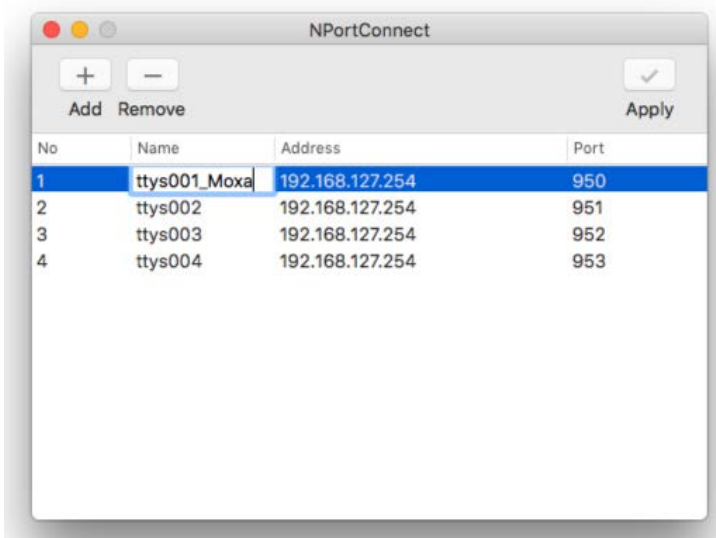 NPortConnect
Add Remove Apply
No Name Address Port
1 ttys001_Moxa 192.168.127.254 950
2 ttys002 192.168.127.254 951
3 ttys003 192.168.127.254 952
4 ttys004 192.168.127.254 953